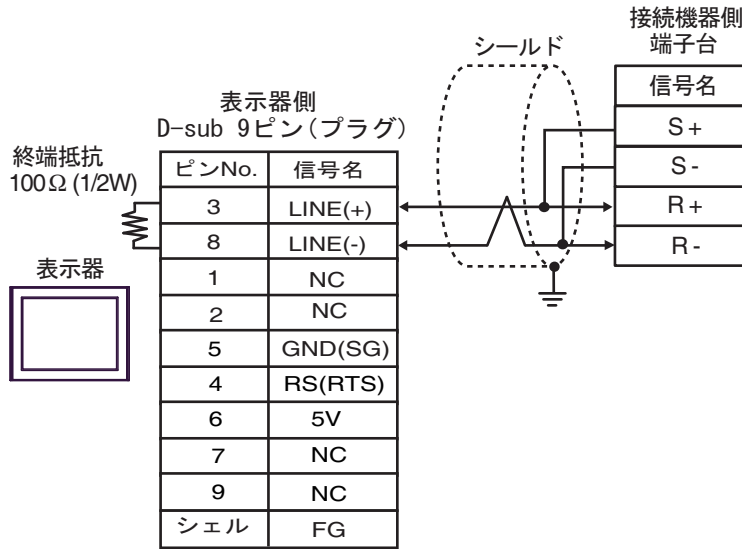 接続機器側
端子台
シールド
信号名
S+
S-
R+
R-
表示器側
D-sub 9ピン(プラグ)
終端抵抗
100Ω (1/2W)
表示器
ピンNo. 信号名
3 LINE(+)
8 LINE(-)
1 NC
2 NC
5 GND(SG)
4 RS(RTS)
6 5V
7 NC
9 NC
シェル FG